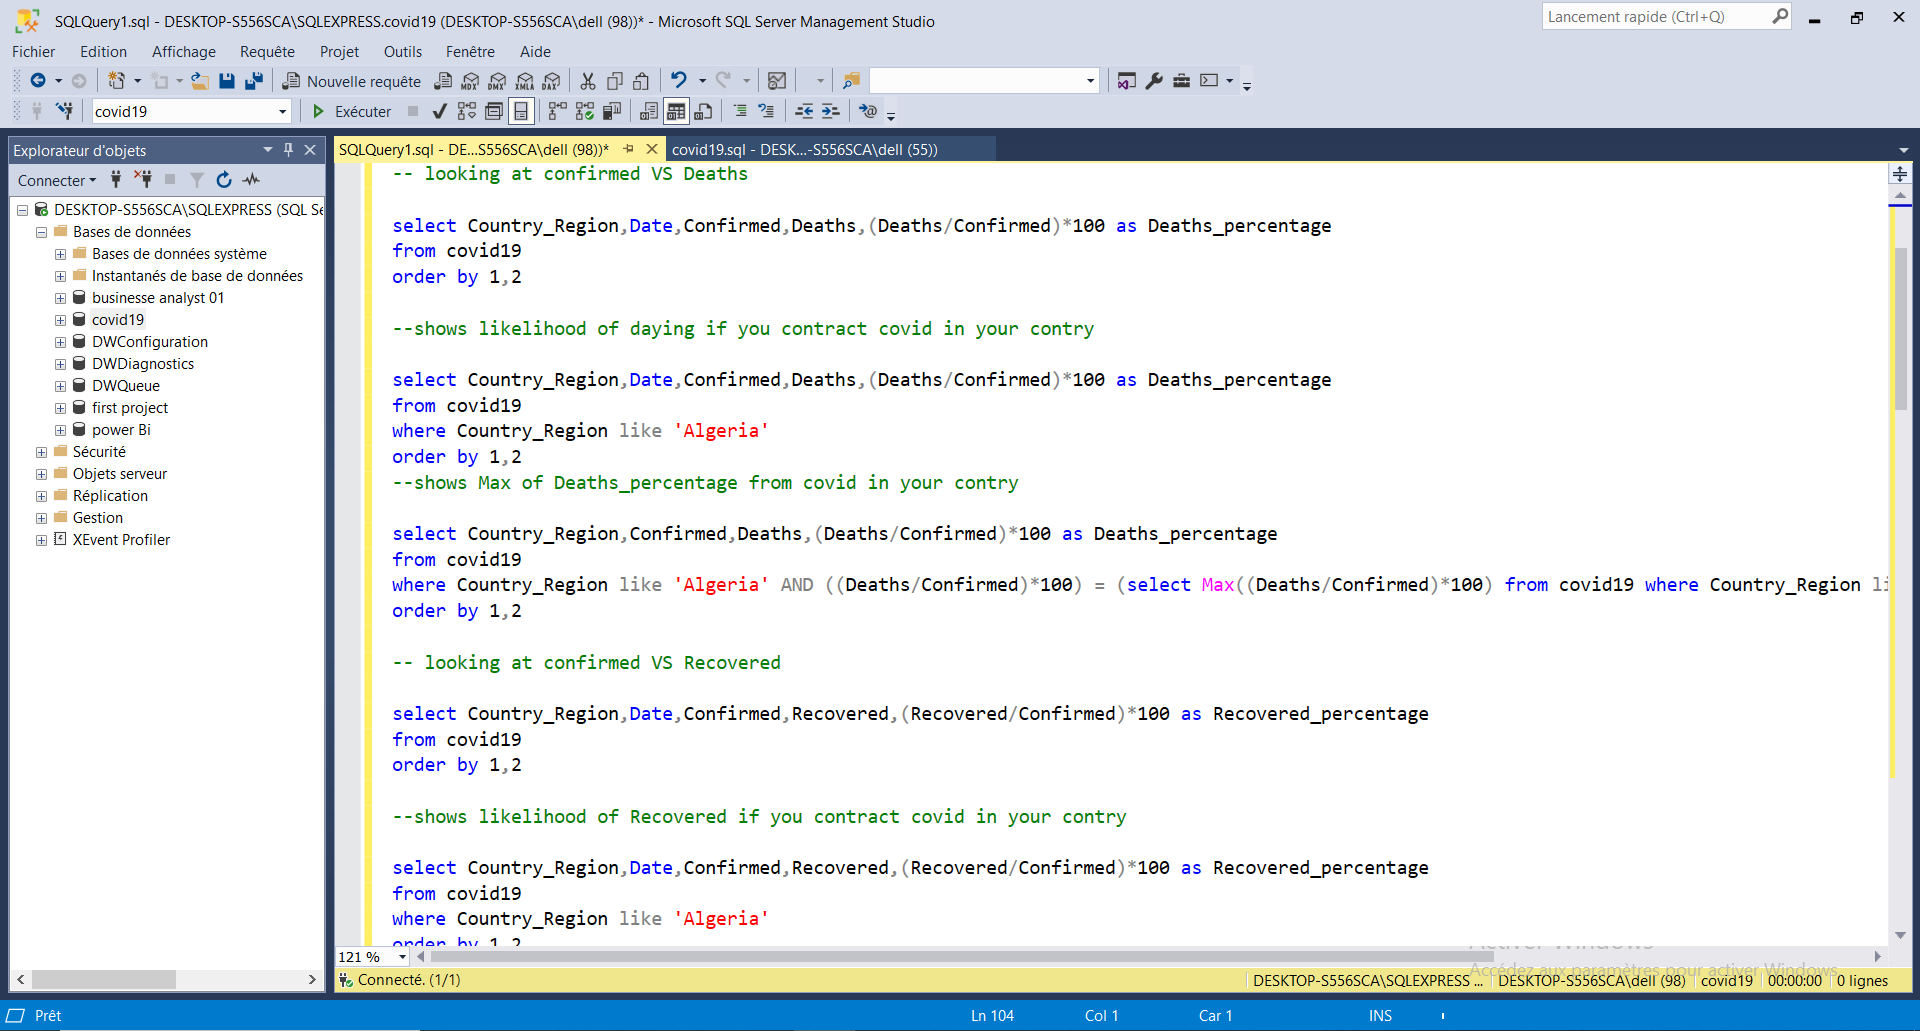 SQLQuery1.sql - DESKTOP-S556SCA\SQLEXPRESS.covid19 (DESKTOP-S556SCA\dell (98))* - Microsoft SQL Server Management Studio
Lancement rapide (Ctrl+Q)
Fichier Edition Affichage Requête Projet Outils Fenêtre Aide
Nouvelle requête MDX DMX XMLA DAX
covid19 Exécuter
Explorateur d'objets
SQLQuery1.sql - DE...S556SCA\dell (98))* covid19.sql - DESK...-S556SCA\dell (55))
Connecter
DESKTOP-S556SCA\SQLEXPRESS (SQL Se
Bases de données
Bases de données système
Instantanés de base de données
businesse analyst 01
covid19
DWConfiguration
DWDiagnostics
DWQueue
first project
power Bi
Sécurité
Objets serveur
Réplication
Gestion
XEvent Profiler
-- looking at confirmed VS Deaths
select Country_Region,Date,Confirmed,Deaths,(Deaths/Confirmed)*100 as Deaths_percentage
from covid19
order by 1,2
--shows likelihood of daying if you contract covid in your contry
select Country_Region,Date,Confirmed,Deaths,(Deaths/Confirmed)*100 as Deaths_percentage
from covid19
where Country_Region like 'Algeria'
order by 1,2
--shows Max of Deaths_percentage from covid in your contry
select Country_Region,Confirmed,Deaths,(Deaths/Confirmed)*100 as Deaths_percentage
from covid19
where Country_Region like 'Algeria' AND ((Deaths/Confirmed)*100) = (select Max((Deaths/Confirmed)*100) from covid19 where Country_Region li
order by 1,2
-- looking at confirmed VS Recovered
select Country_Region,Date,Confirmed,Recovered,(Recovered/Confirmed)*100 as Recovered_percentage
from covid19
order by 1,2
--shows likelihood of Recovered if you contract covid in your contry
select Country_Region,Date,Confirmed,Recovered,(Recovered/Confirmed)*100 as Recovered_percentage
from covid19
where Country_Region like 'Algeria'
order by 1,2
121 %
Activer Windows
Accédez aux paramètres pour activer Windows.
Connecté. (1/1)
DESKTOP-S556SCA\SQLEXPRESS ... DESKTOP-S556SCA\dell (98) covid19 00:00:00 0 lignes
Prêt Ln 104 Col 1 Car 1 INS